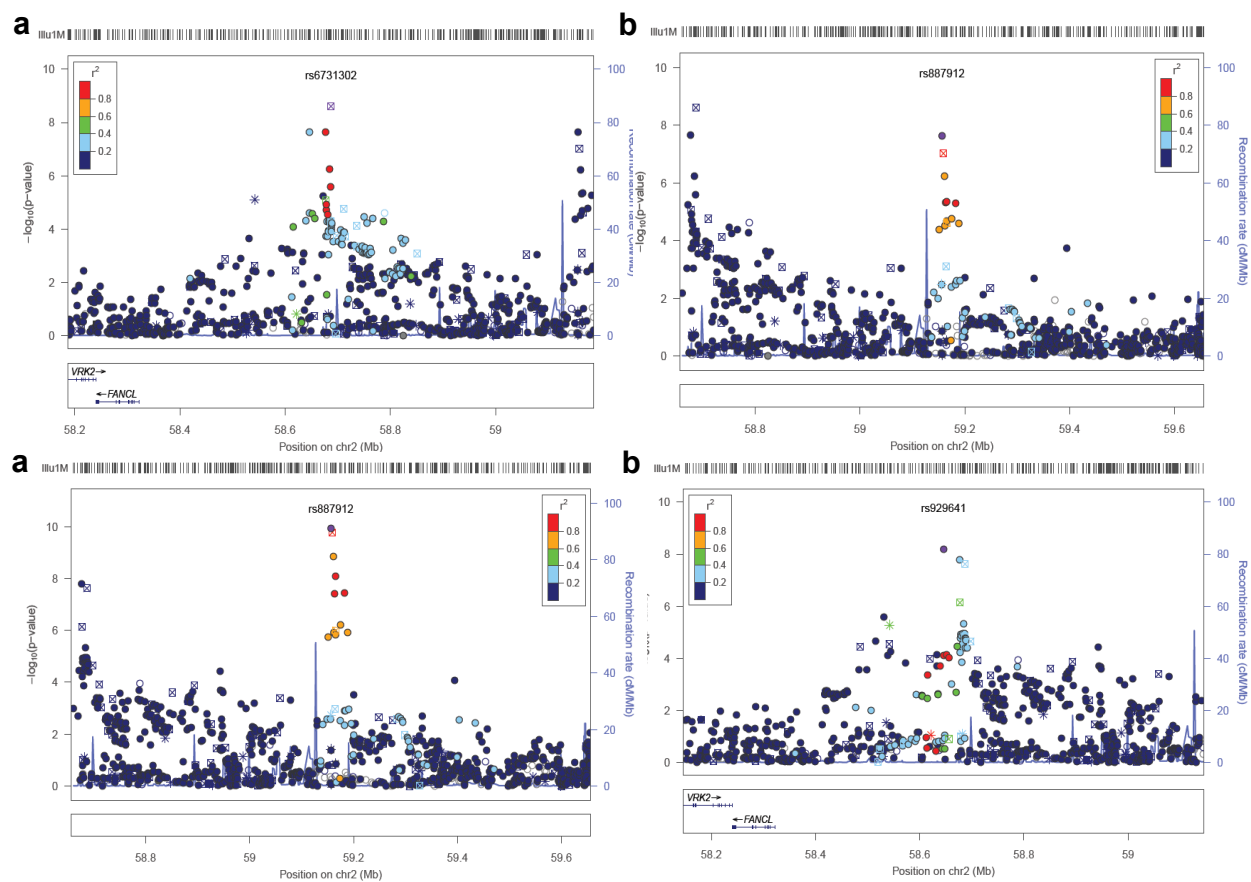 a
Illu1M
rs6731302
r²
0.8
0.6
0.4
0.2
10
8
6
4
2
0
−log₁₀(p−value)
100
80
60
40
20
0
VRK2
FANCL
58.2
58.4
58.6
58.8
59
Position on chr2 (Mb)
b
Illu1M
rs887912
r²
0.8
0.6
0.4
0.2
10
8
6
4
2
0
−log₁₀(p−value)
100
80
60
40
20
0
Recombination rate (cM/Mb)
58.8
59
59.2
59.4
59.6
Position on chr2 (Mb)
a
Illu1M
rs887912
r²
0.8
0.6
0.4
0.2
10
8
6
4
2
0
−log₁₀(p−value)
100
80
60
40
20
0
Recombination rate (cM/Mb)
58.8
59
59.2
59.4
59.6
Position on chr2 (Mb)
b
Illu1M
rs929641
r²
0.8
0.6
0.4
0.2
10
8
6
4
2
0
100
80
60
40
20
0
Recombination rate (cM/Mb)
VRK2
FANCL
58.2
58.4
58.6
58.8
59
Position on chr2 (Mb)